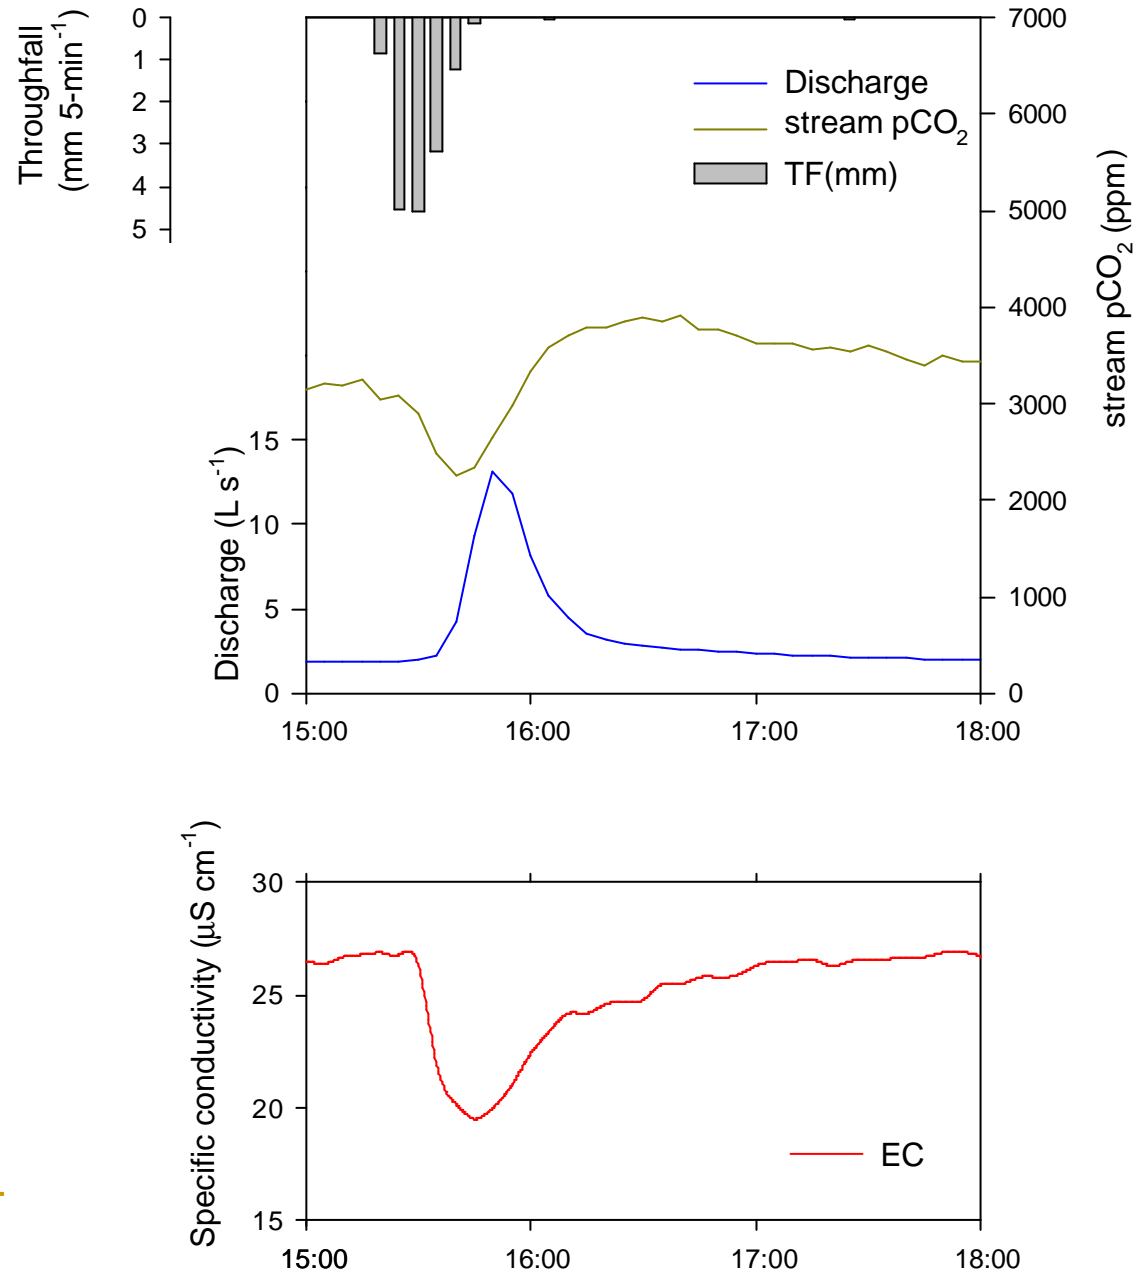 Throughfall
(mm 5-min⁻¹)
0
1
2
3
4
5
7000
6000
5000
4000
3000
2000
1000
0
stream pCO₂ (ppm)
Discharge
stream pCO₂
TF(mm)
Discharge (L s⁻¹)
15
10
5
0
15:00 16:00 17:00 18:00
Specific conductivity (μS cm⁻¹)
30
25
20
15
EC
15:00 16:00 17:00 18:00